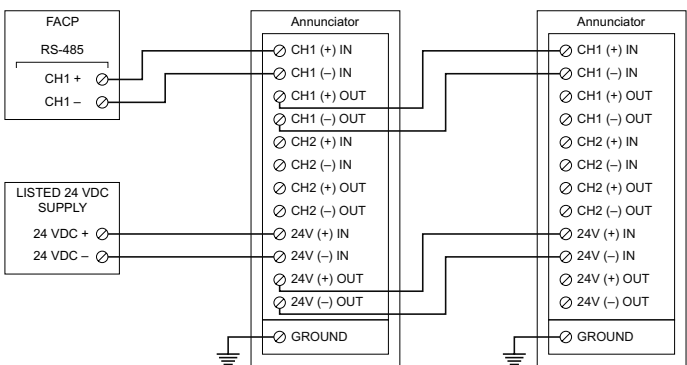 FACP
RS-485
CH1 +
CH1 –
LISTED 24 VDC
SUPPLY
24 VDC +
24 VDC –
Annunciator
CH1 (+) IN
CH1 (–) IN
CH1 (+) OUT
CH1 (–) OUT
CH2 (+) IN
CH2 (–) IN
CH2 (+) OUT
CH2 (–) OUT
24V (+) IN
24V (–) IN
24V (+) OUT
24V (–) OUT
GROUND
Annunciator
CH1 (+) IN
CH1 (–) IN
CH1 (+) OUT
CH1 (–) OUT
CH2 (+) IN
CH2 (–) IN
CH2 (+) OUT
CH2 (–) OUT
24V (+) IN
24V (–) IN
24V (+) OUT
24V (–) OUT
GROUND